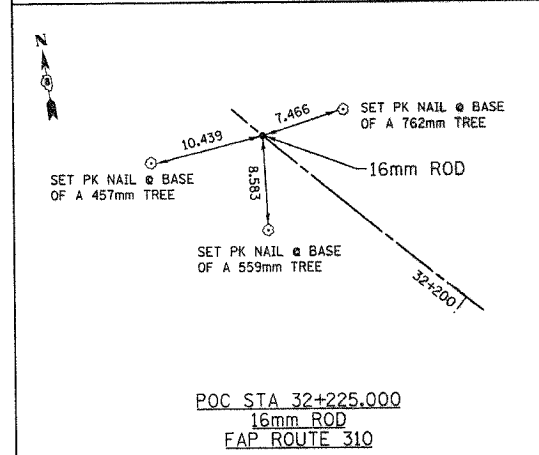 N
7.466
SET PK NAIL @ BASE
OF A 762mm TREE
10.439
16mm ROD
SET PK NAIL @ BASE
OF A 457mm TREE
8.583
SET PK NAIL @ BASE
OF A 559mm TREE
32+200
POC STA 32+225.000
16mm ROD
FAP ROUTE 310